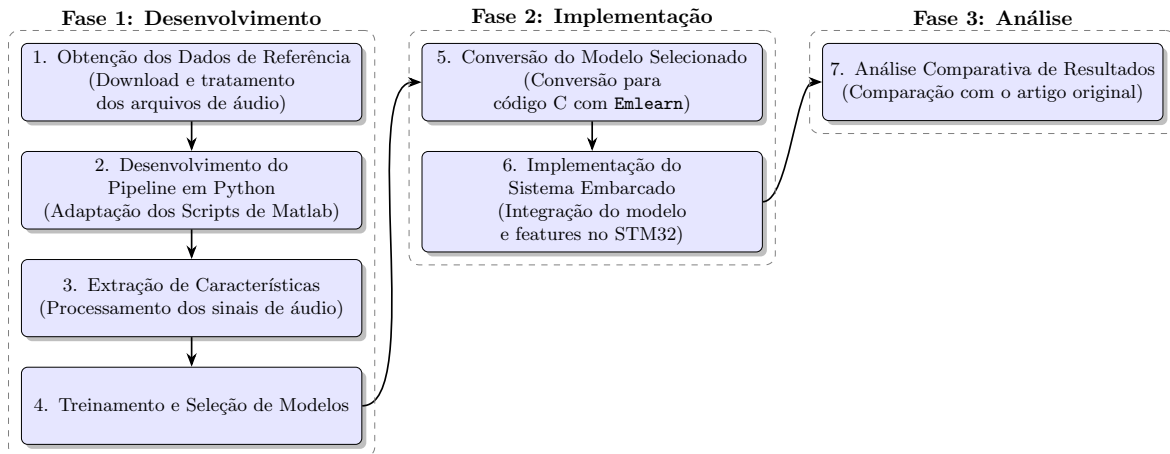 Fase 1: Desenvolvimento
1. Obtenção dos Dados de Referência
(Download e tratamento
dos arquivos de áudio)
2. Desenvolvimento do
Pipeline em Python
(Adaptação dos Scripts de Matlab)
3. Extração de Características
(Processamento dos sinais de áudio)
4. Treinamento e Seleção de Modelos
Fase 2: Implementação
5. Conversão do Modelo Selecionado
(Conversão para
código C com Emlearn)
6. Implementação do
Sistema Embarcado
(Integração do modelo
e features no STM32)
Fase 3: Análise
7. Análise Comparativa de Resultados
(Comparação com o artigo original)